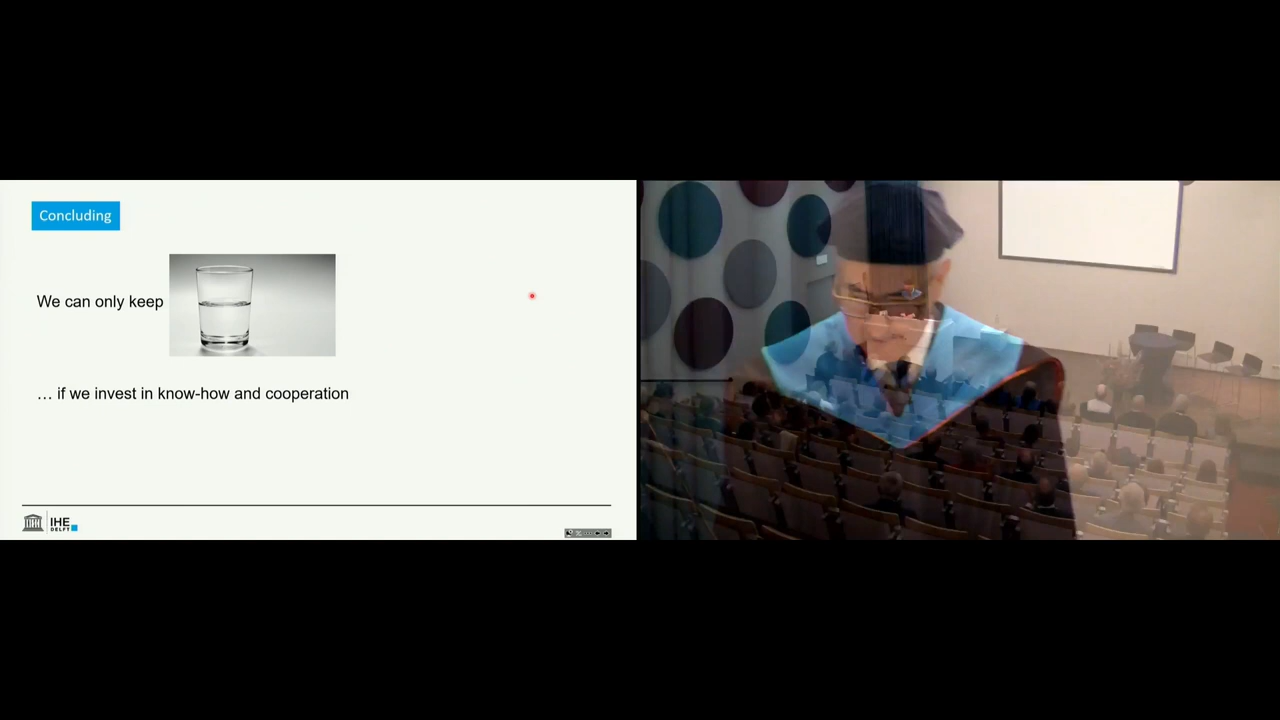 Concluding
We can only keep
… if we invest in know-how and cooperation
IHE
DELFT